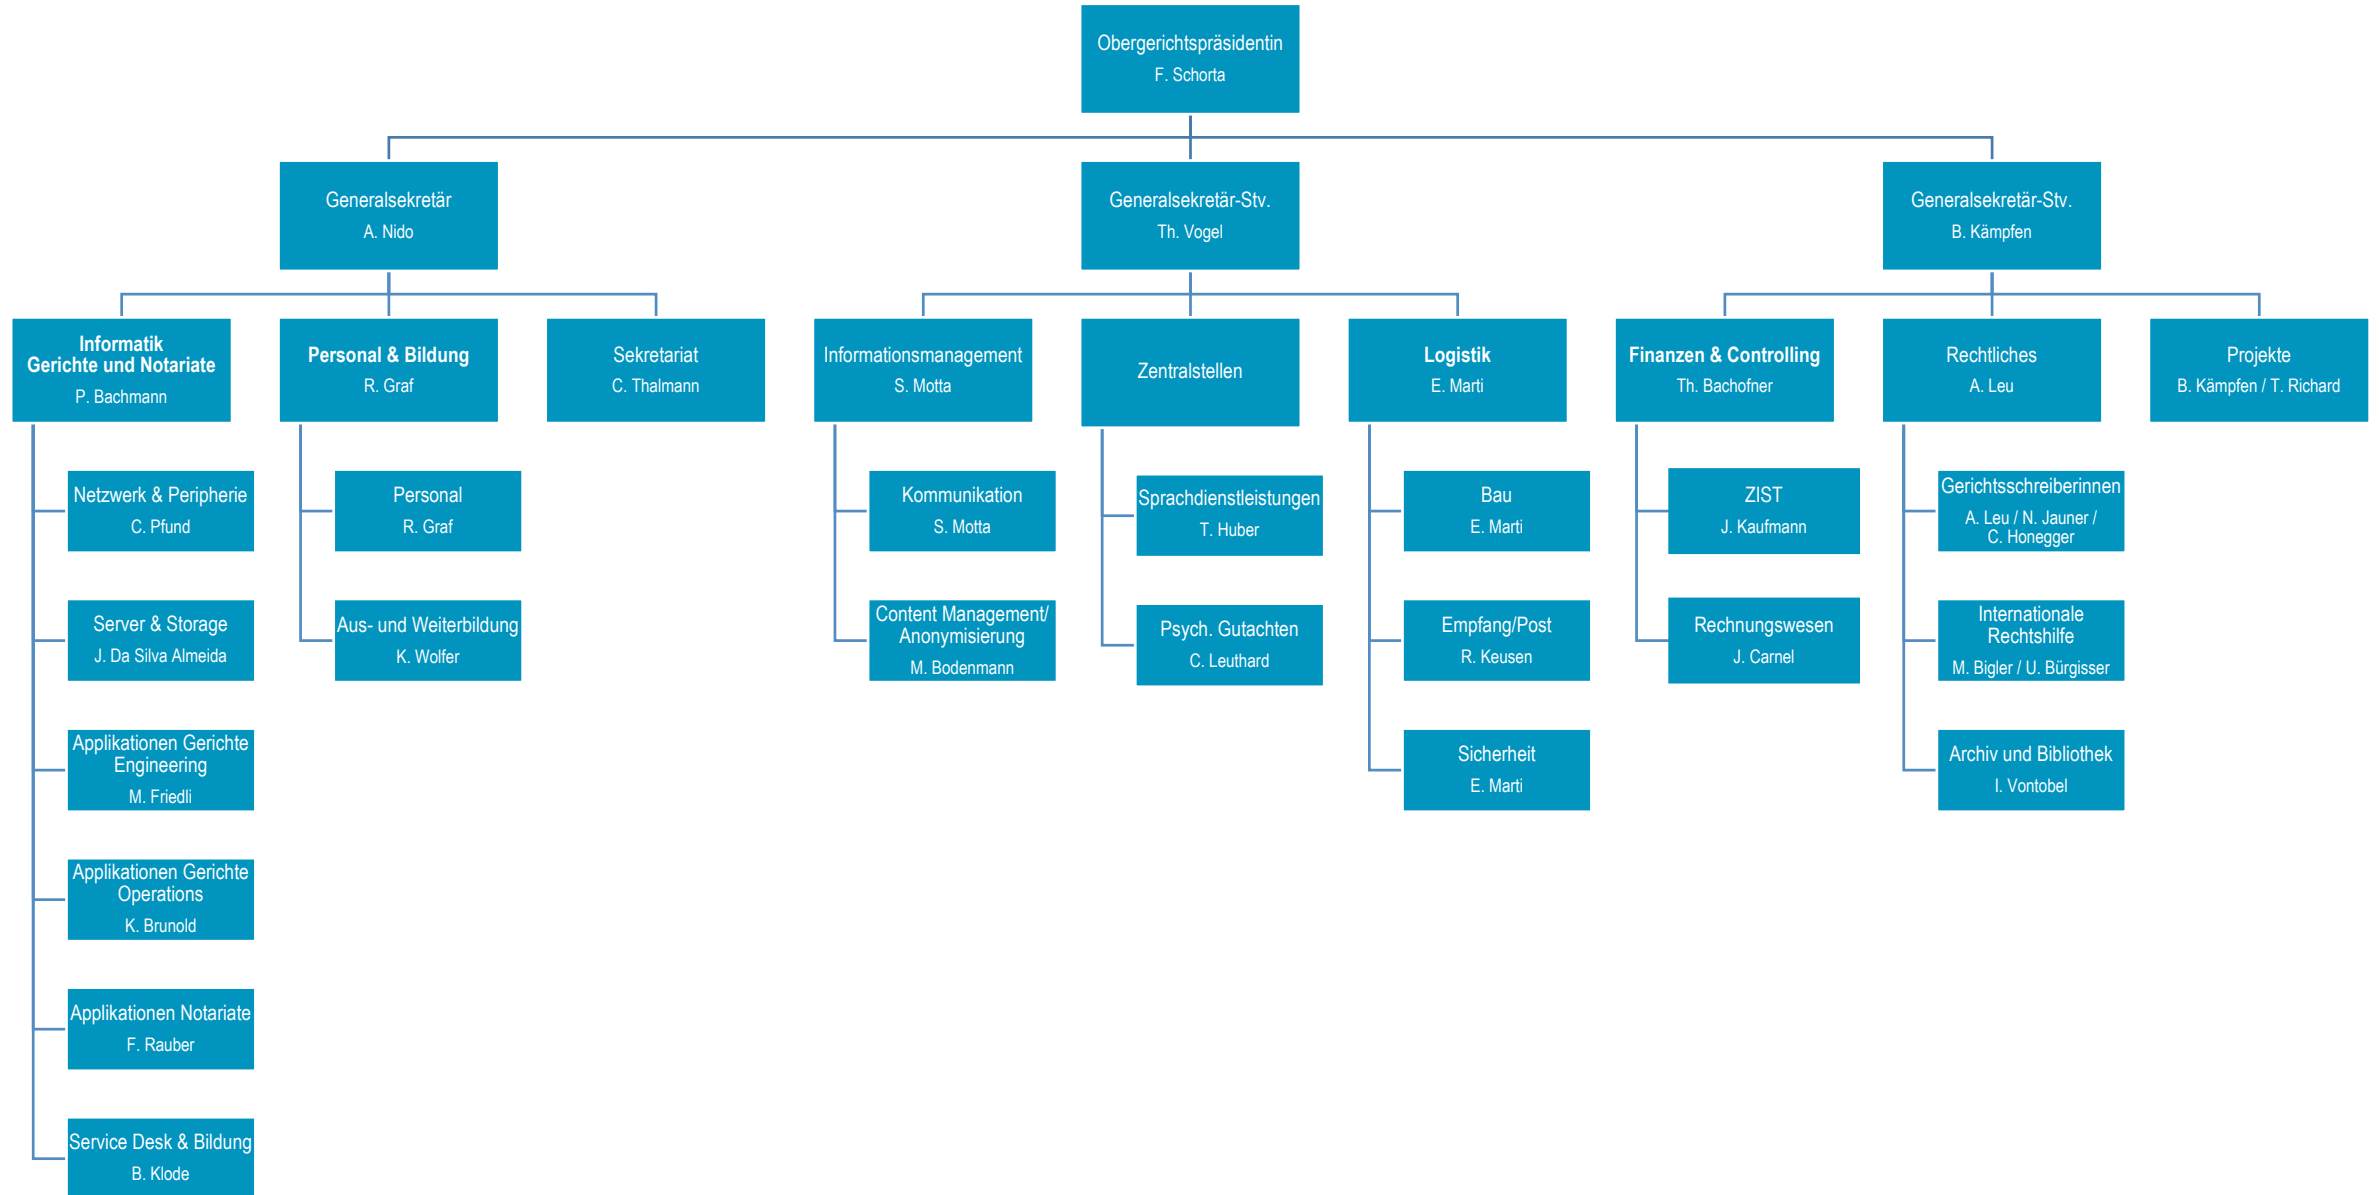 Obergerichtspräsidentin
F. Schorta
Generalsekretär
A. Nido
Generalsekretär-Stv.
Th. Vogel
Generalsekretär-Stv.
B. Kämpfen
Informatik
Gerichte und Notariate
P. Bachmann
Personal & Bildung
R. Graf
Sekretariat
C. Thalmann
Informationsmanagement
S. Motta
Zentralstellen
Logistik
E. Marti
Finanzen & Controlling
Th. Bachofner
Rechtliches
A. Leu
Projekte
B. Kämpfen / T. Richard
Netzwerk & Peripherie
C. Pfund
Personal
R. Graf
Kommunikation
S. Motta
Sprachdienstleistungen
T. Huber
Bau
E. Marti
ZIST
J. Kaufmann
Gerichtsschreiberinnen
A. Leu / N. Jauner /
C. Honegger
Server & Storage
J. Da Silva Almeida
Aus- und Weiterbildung
K. Wolfer
Content Management/
Anonymisierung
M. Bodenmann
Psych. Gutachten
C. Leuthard
Empfang/Post
R. Keusen
Rechnungswesen
J. Carnel
Internationale
Rechtshilfe
M. Bigler / U. Bürgisser
Applikationen Gerichte
Engineering
M. Friedli
Sicherheit
E. Marti
Archiv und Bibliothek
I. Vontobel
Applikationen Gerichte
Operations
K. Brunold
Applikationen Notariate
F. Rauber
Service Desk & Bildung
B. Klode